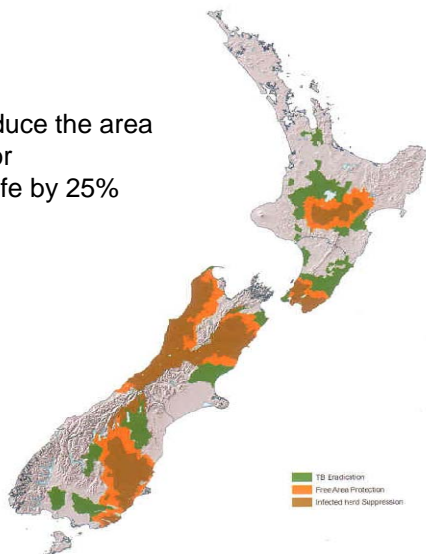 duce the area
or
fe by 25%
TB Eradication
Free Area Protection
Infected herd Suppression